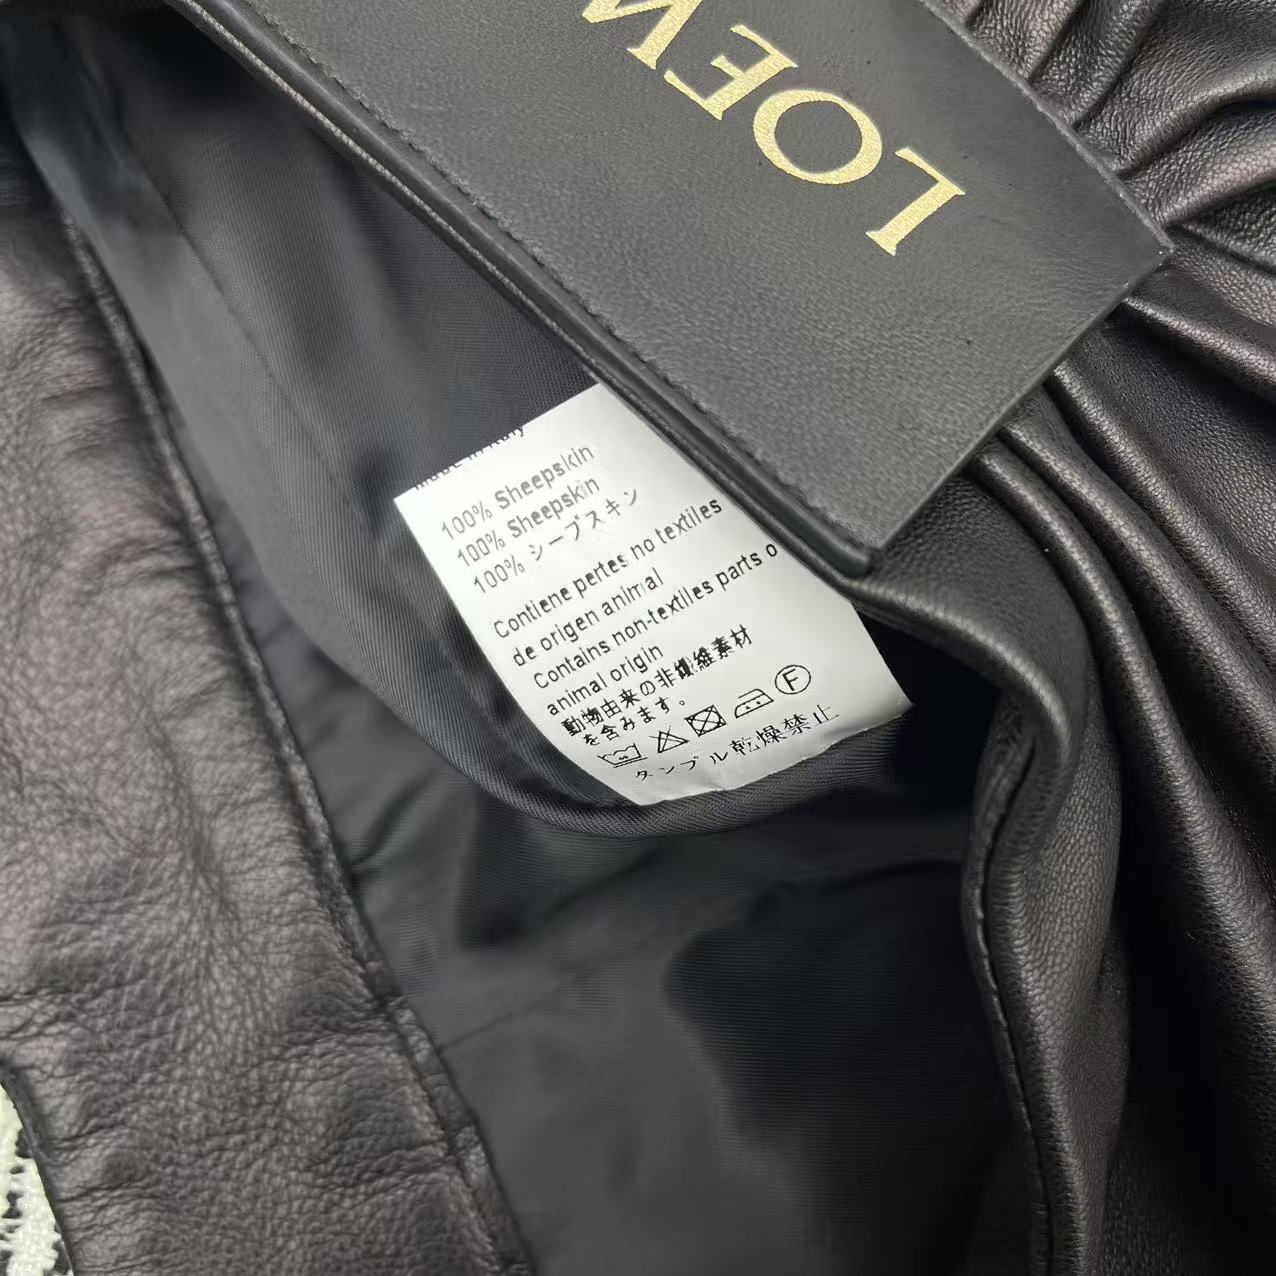 LOEW
100% Sheepskin
100% Sheepskin
100% シープスキン
Contiene pertes no textiles
de origen animal
Contains non-textiles parts o
animal origin
動物由来の非繊維素材
を含みます。
F
タンブル乾燥禁止